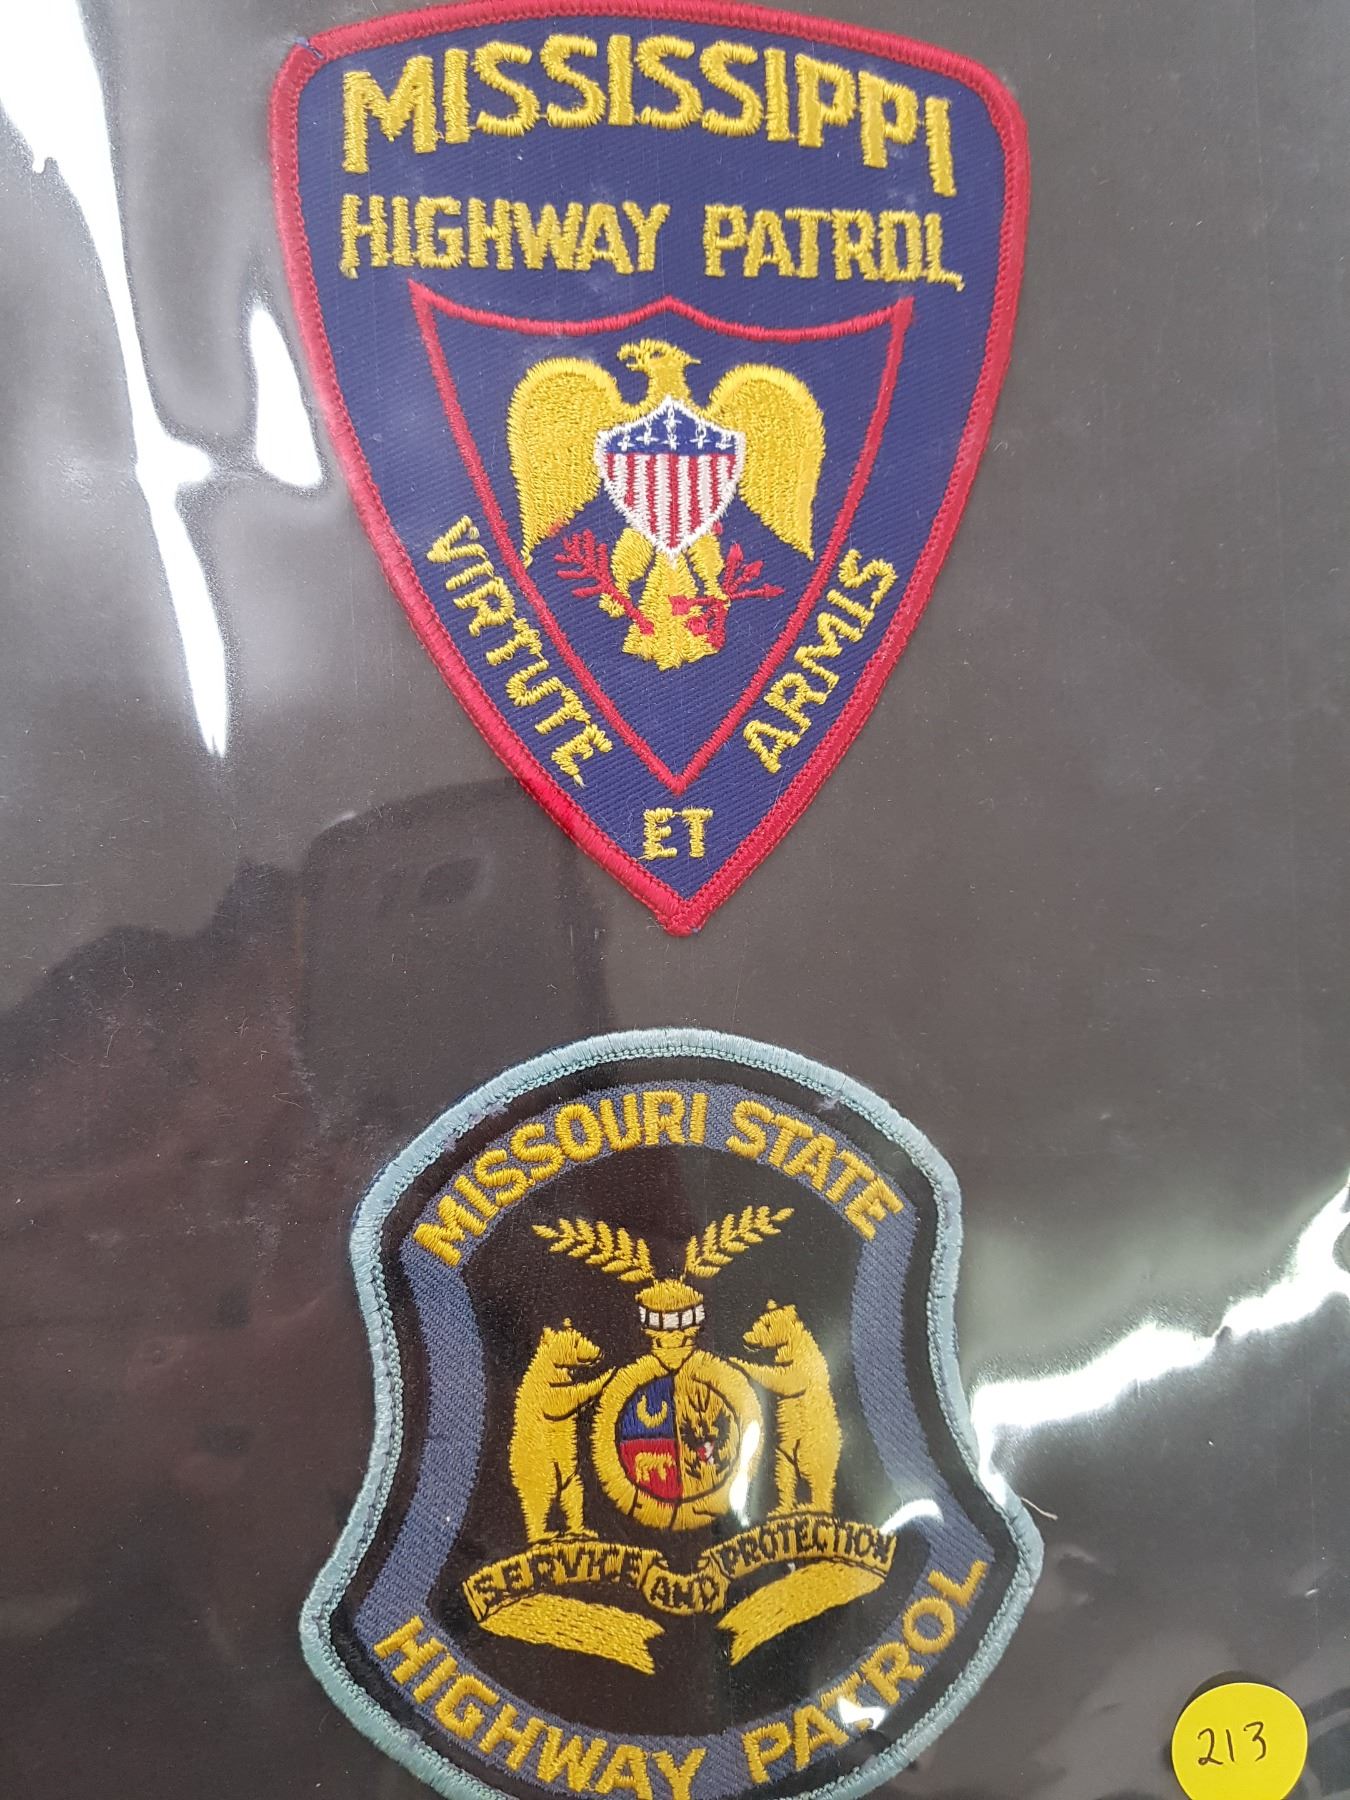 MISSISSIPPI
HIGHWAY PATROL
VIRTUTE
ET
ARMIS
MISSOURI STATE
SERVICE AND PROTECTION
HIGHWAY PATROL
213